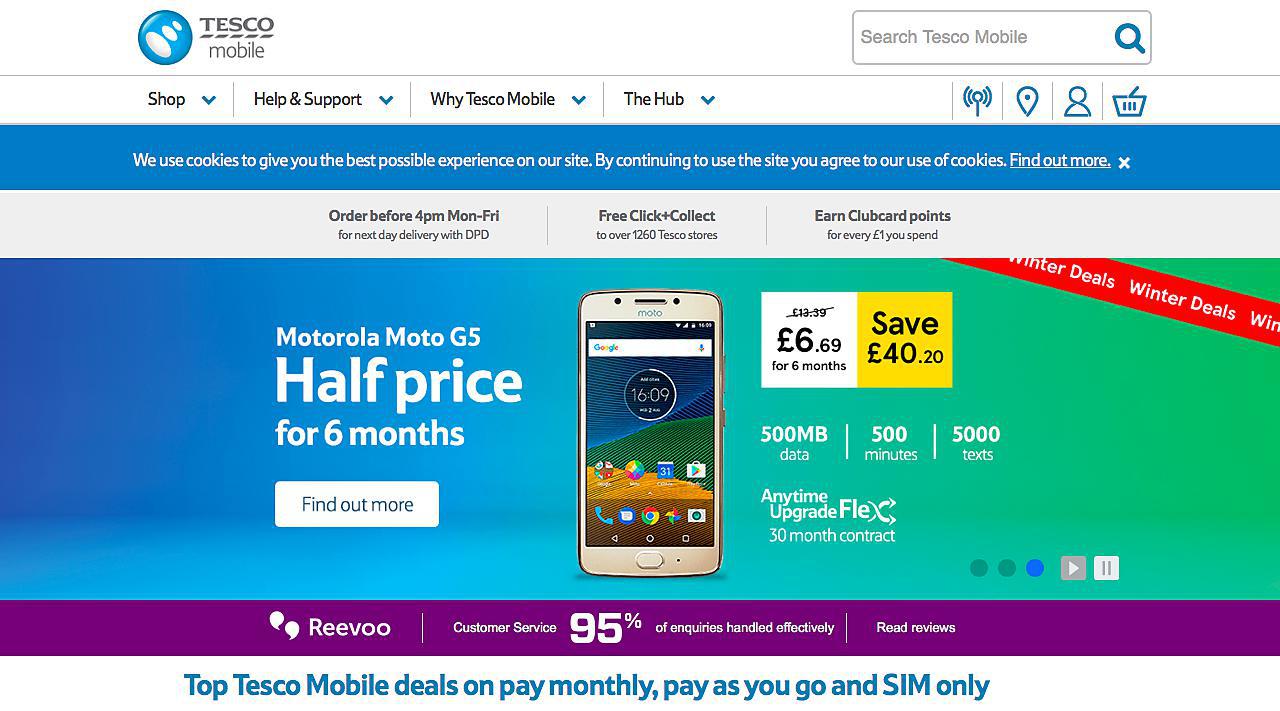 TESCO
mobile
Search Tesco Mobile
Shop
Help & Support
Why Tesco Mobile
The Hub
We use cookies to give you the best possible experience on our site. By continuing to use the site you agree to our use of cookies. Find out more.
Order before 4pm Mon-Fri
for next day delivery with DPD
Free Click+Collect
to over 1260 Tesco stores
Earn Clubcard points
for every £1 you spend
Winter Deals Winter Deals Win
Motorola Moto G5
Half price
for 6 months
Find out more
moto
16:09
Google
16:09
31
£13.39
£6.69
for 6 months
Save
£40.20
500MB
data
500
minutes
5000
texts
Anytime
Upgrade Flex
30 month contract
Reevoo
Customer Service 95% of enquiries handled effectively
Read reviews
Top Tesco Mobile deals on pay monthly, pay as you go and SIM only